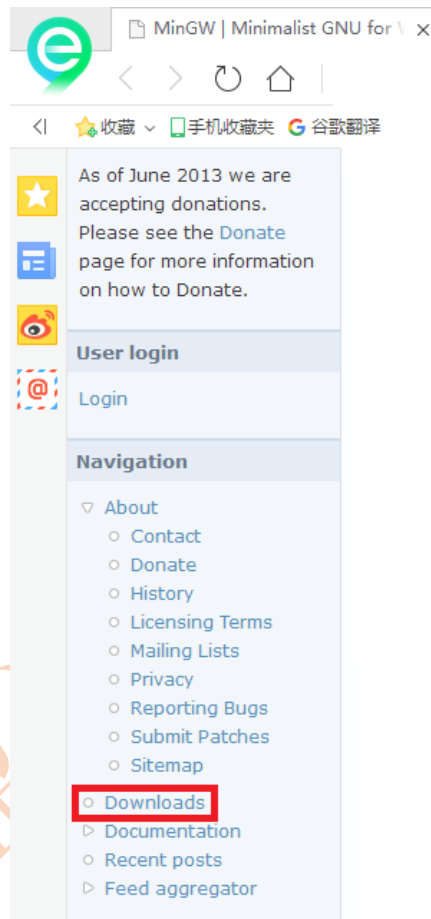 MinGW | Minimalist GNU for
收藏 手机收藏夹 G 谷歌翻译
As of June 2013 we are
accepting donations.
Please see the Donate
page for more information
on how to Donate.
User login
@
Login
Navigation
About
Contact
Donate
History
Licensing Terms
Mailing Lists
Privacy
Reporting Bugs
Submit Patches
Sitemap
Downloads
Documentation
Recent posts
Feed aggregator